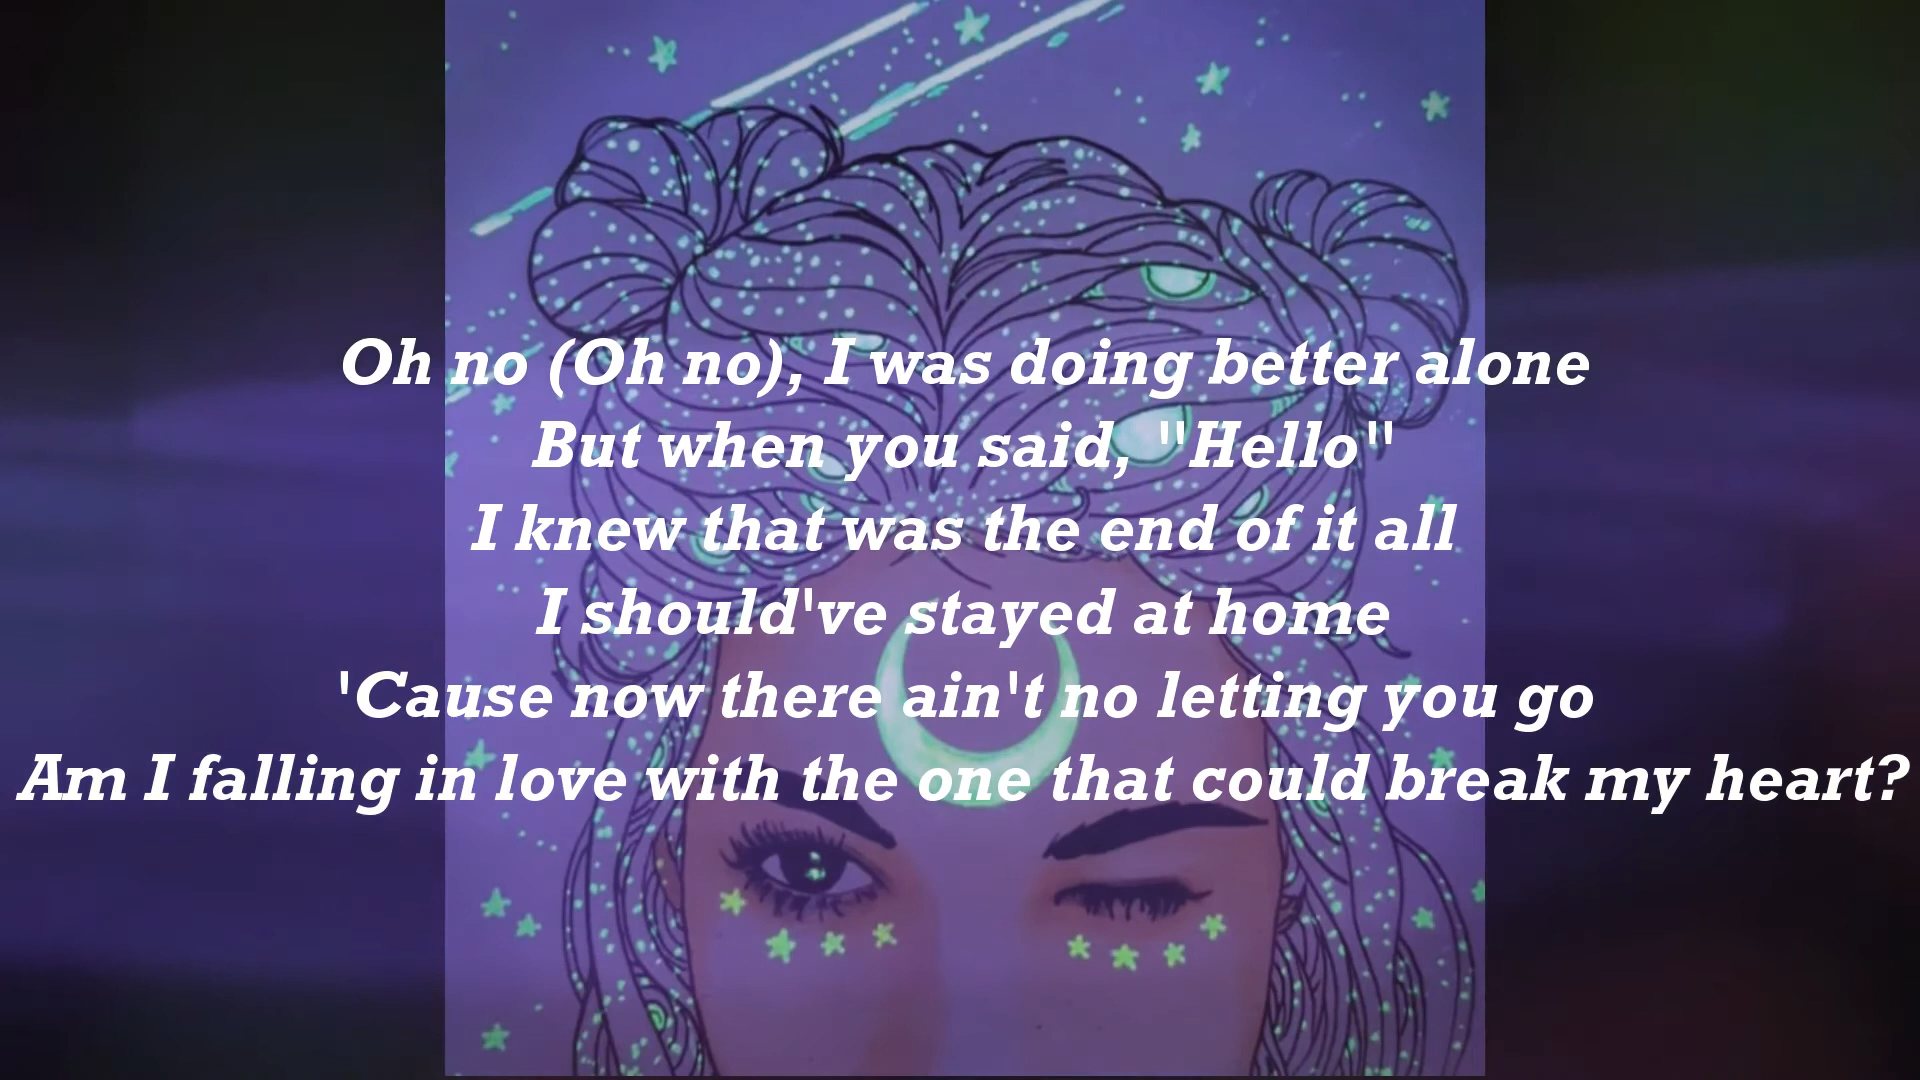 Oh no (Oh no), I was doing better alone
But when you said, "Hello"
I knew that was the end of it all
I should've stayed at home
'Cause now there ain't no letting you go
Am I falling in love with the one that could break my heart?